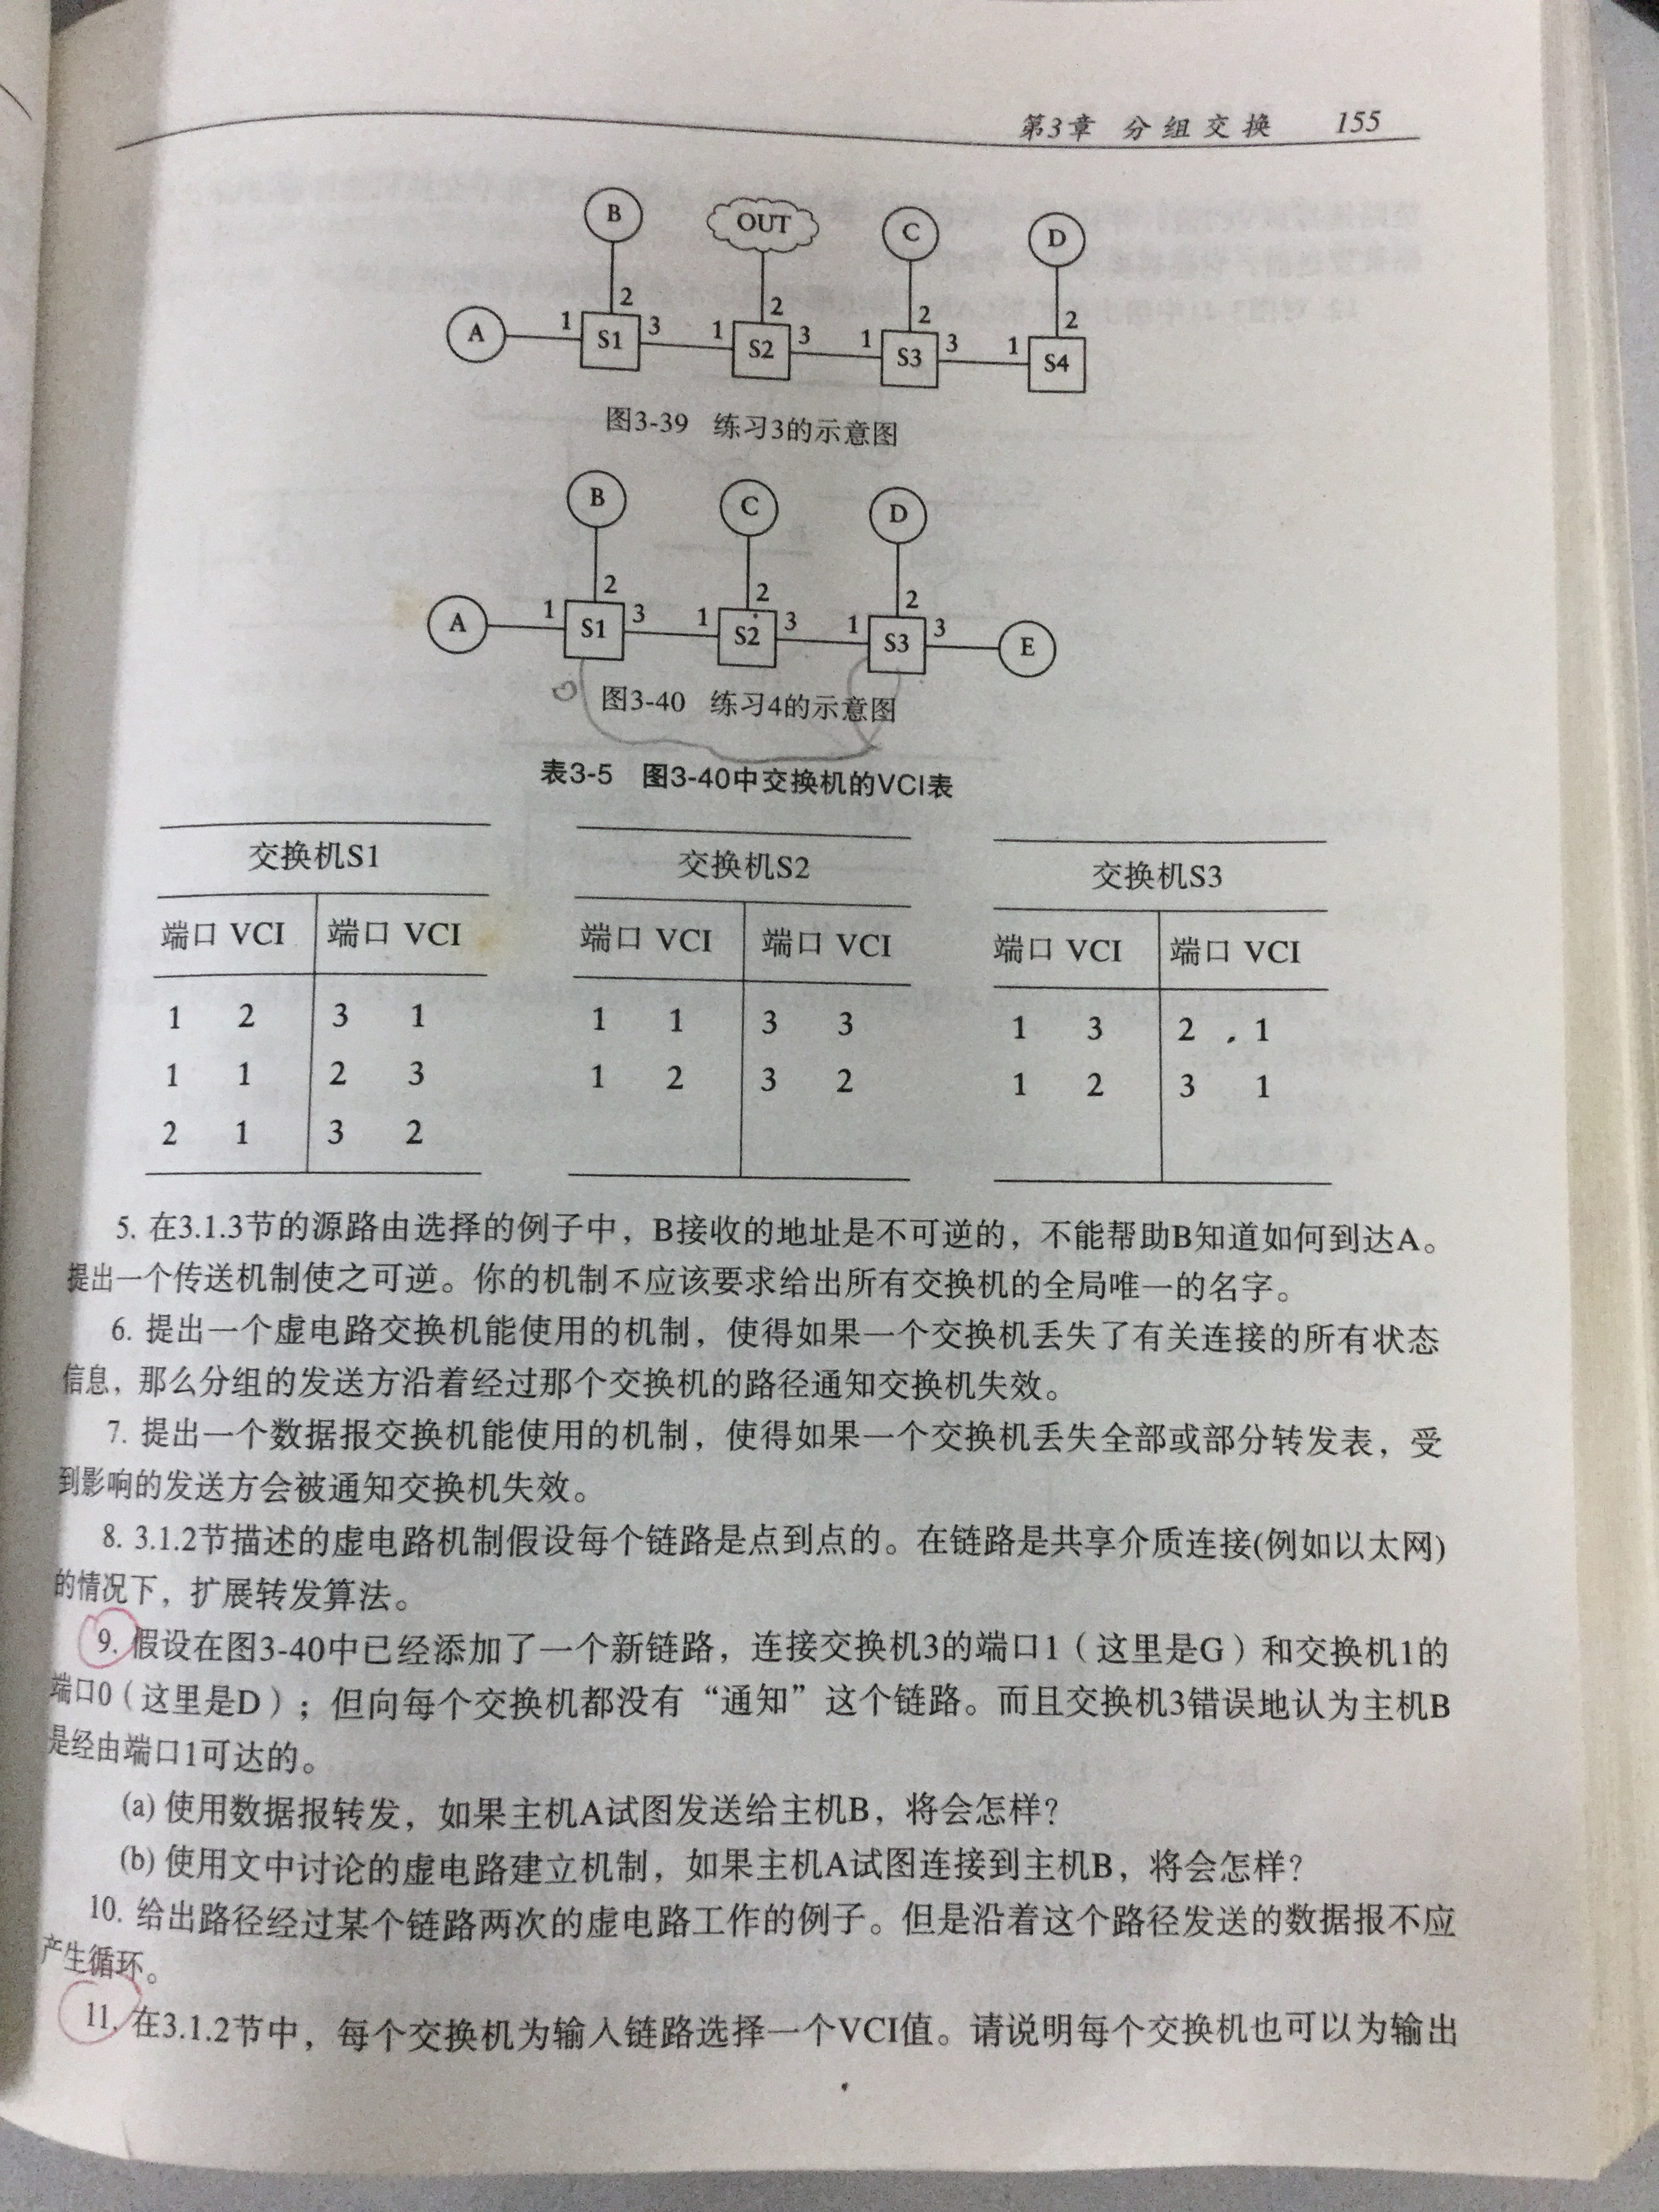 第3章 分组交换 155
B OUT C D
2 2 2 2
A 1 S1 3 1 S2 3 1 S3 3 1 S4
图3-39 练习3的示意图
B C D
2 2 2
A 1 S1 3 1 S2 3 1 S3 3 E
图3-40 练习4的示意图
表3-5 图3-40中交换机的VCI表
交换机S1 交换机S2 交换机S3
端口 VCI 端口 VCI 端口 VCI 端口 VCI 端口 VCI 端口 VCI
1 2 3 1 1 1 3 3 1 3 2 1
1 1 2 3 1 2 3 2 1 2 3 1
2 1 3 2
5. 在3.1.3节的源路由选择的例子中，B接收的地址是不可逆的，不能帮助B知道如何到达A。
提出一个传送机制使之可逆。你的机制不应该要求给出所有交换机的全局唯一的名字。
6. 提出一个虚电路交换机能使用的机制，使得如果一个交换机丢失了有关连接的所有状态
信息，那么分组的发送方沿着经过那个交换机的路径通知交换机失效。
7. 提出一个数据报交换机能使用的机制，使得如果一个交换机丢失全部或部分转发表，受
到影响的发送方会被通知交换机失效。
8. 3.1.2节描述的虚电路机制假设每个链路是点到点的。在链路是共享介质连接(例如以太网)
的情况下，扩展转发算法。
9. 假设在图3-40中已经添加了一个新链路，连接交换机3的端口1（这里是G）和交换机1的
端口0（这里是D）；但向每个交换机都没有“通知”这个链路。而且交换机3错误地认为主机B
是经由端口1可达的。
(a) 使用数据报转发，如果主机A试图发送给主机B，将会怎样？
(b) 使用文中讨论的虚电路建立机制，如果主机A试图连接到主机B，将会怎样？
10. 给出路径经过某个链路两次的虚电路工作的例子。但是沿着这个路径发送的数据报不应
产生循环。
11. 在3.1.2节中，每个交换机为输入链路选择一个VCI值。请说明每个交换机也可以为输出